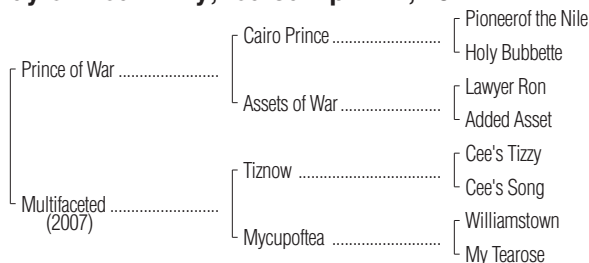 Pioneerof the Nile
Cairo Prince ........................
Holy Bubbette
Prince of War ......................
Lawyer Ron
Assets of War ......................
Added Asset
Cee's Tizzy
Tiznow ...............................
Cee's Song
Multifaceted ........................
(2007)
Williamstown
Mycupoftea ........................
My Tearose